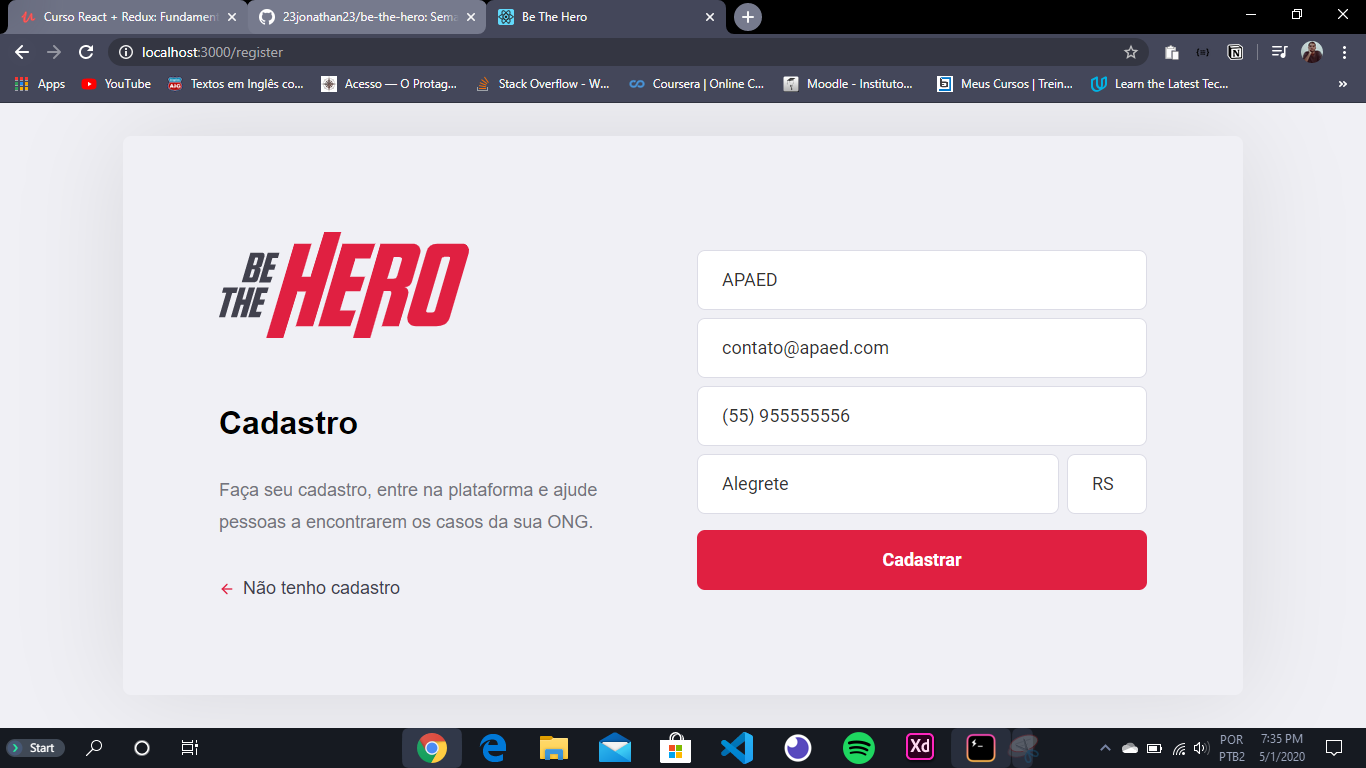 Curso React + Redux: Fundament
23jonathan23/be-the-hero: Sema
Be The Hero
localhost:3000/register
Apps
YouTube
Textos em Inglês co...
Acesso — O Protag...
Stack Overflow - W...
Coursera | Online C...
Moodle - Instituto...
Meus Cursos | Trein...
Learn the Latest Tec...
»
BE
THE
HERO
Cadastro
Faça seu cadastro, entre na plataforma e ajude
pessoas a encontrarem os casos da sua ONG.
Não tenho cadastro
APAED
contato@apaed.com
(55) 955555556
Alegrete
RS
Cadastrar
Start
Xd
POR
PTB2
7:35 PM
5/1/2020